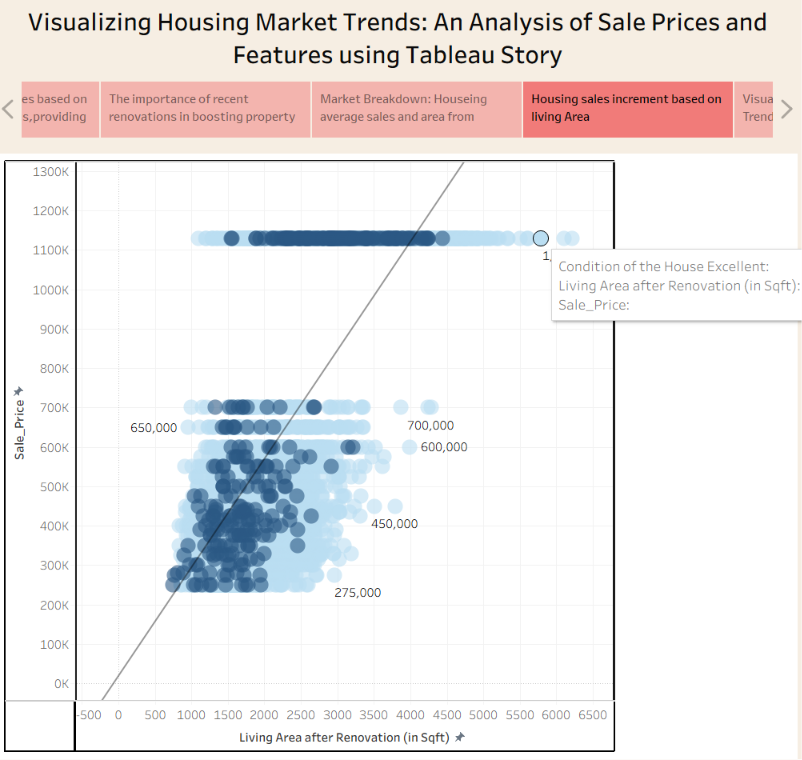 Visualizing Housing Market Trends: An Analysis of Sale Prices and
Features using Tableau Story
es based on
s,providing
The importance of recent
renovations in boosting property
Market Breakdown: Houseing
average sales and area from
Housing sales increment based on
living Area
Visua
Trend
1300K
1200K
1100K
1000K
900K
800K
700K
600K
500K
400K
300K
200K
100K
0K
Sale_Price
1,
Condition of the House Excellent:
Living Area after Renovation (in Sqft):
Sale_Price:
650,000
700,000
600,000
450,000
275,000
-500 0 500 1000 1500 2000 2500 3000 3500 4000 4500 5000 5500 6000 6500
Living Area after Renovation (in Sqft)